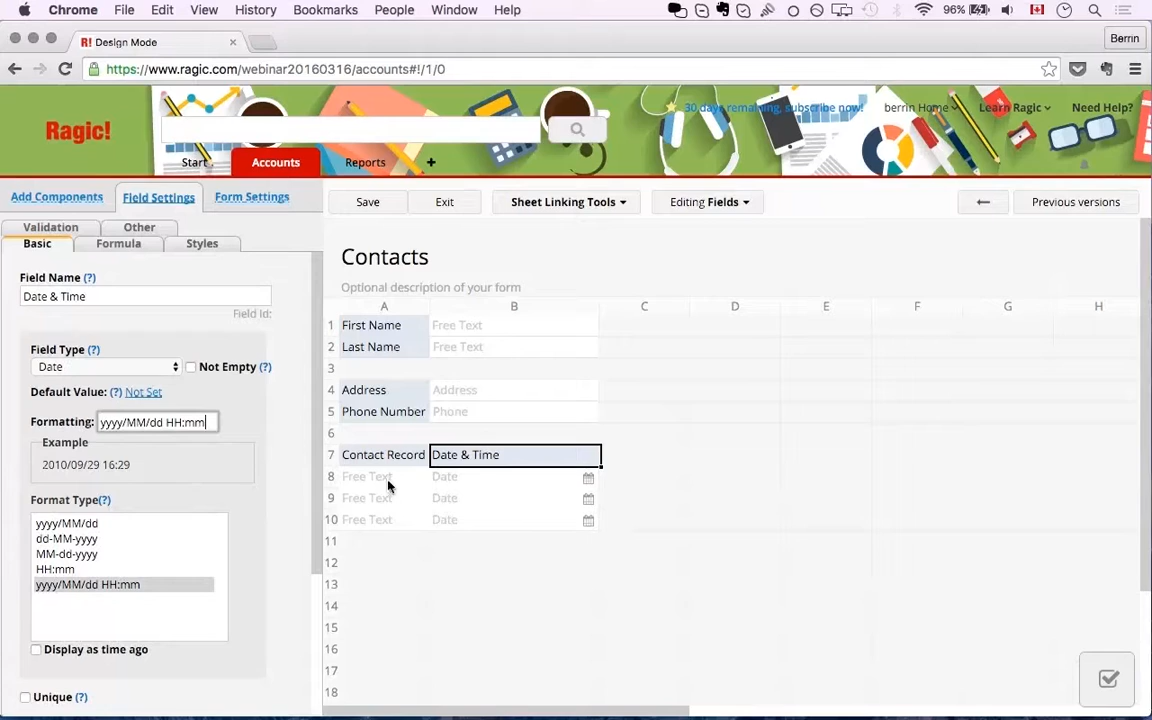 Chrome File Edit View History Bookmarks People Window Help 96%
R! Design Mode Berrin
https://www.ragic.com/webinar20160316/accounts#!/1/0
30 days remaining, subscribe now! berrin Home Learn Ragic Need Help?
Ragic!
Start Accounts Reports
Add Components Field Settings Form Settings
Save Exit Sheet Linking Tools Editing Fields Previous versions
Validation Other
Basic Formula Styles
Contacts
Field Name (?)
Optional description of your form
Date & Time
A B C D E F G H
Field Id:
1 First Name Free Text
2 Last Name Free Text
Field Type (?)
Date Not Empty (?)
3
Default Value: (?) Not Set
4 Address Address
5 Phone Number Phone
Formatting: yyyy/MM/dd HH:mm
6
Example
7 Contact Record Date & Time
2010/09/29 16:29
8 Free Text Date
Format Type(?)
9 Free Text Date
yyyy/MM/dd
10 Free Text Date
dd-MM-yyyy
11
MM-dd-yyyy
12
HH:mm
yyyy/MM/dd HH:mm
13
14
15
Display as time ago
16
17
Unique (?)
18